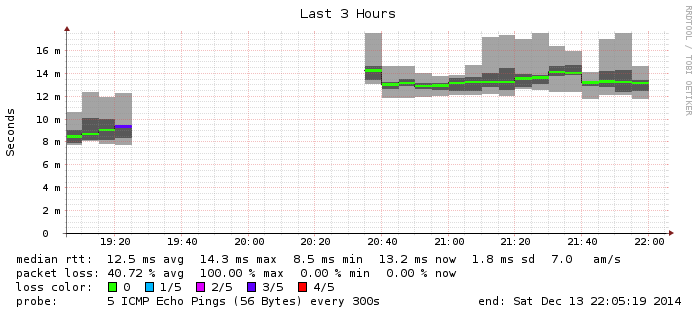 Last 3 Hours
RRDTOOL / TOBI OETIKER
Seconds
16 m
14 m
12 m
10 m
8 m
6 m
4 m
2 m
0
19:20 19:40 20:00 20:20 20:40 21:00 21:20 21:40 22:00
median rtt: 12.5 ms avg 14.3 ms max 8.5 ms min 13.2 ms now 1.8 ms sd 7.0 am/s
packet loss: 40.72 % avg 100.00 % max 0.00 % min 0.00 % now
loss color: 0 1/5 2/5 3/5 4/5
probe: 5 ICMP Echo Pings (56 Bytes) every 300s end: Sat Dec 13 22:05:19 2014